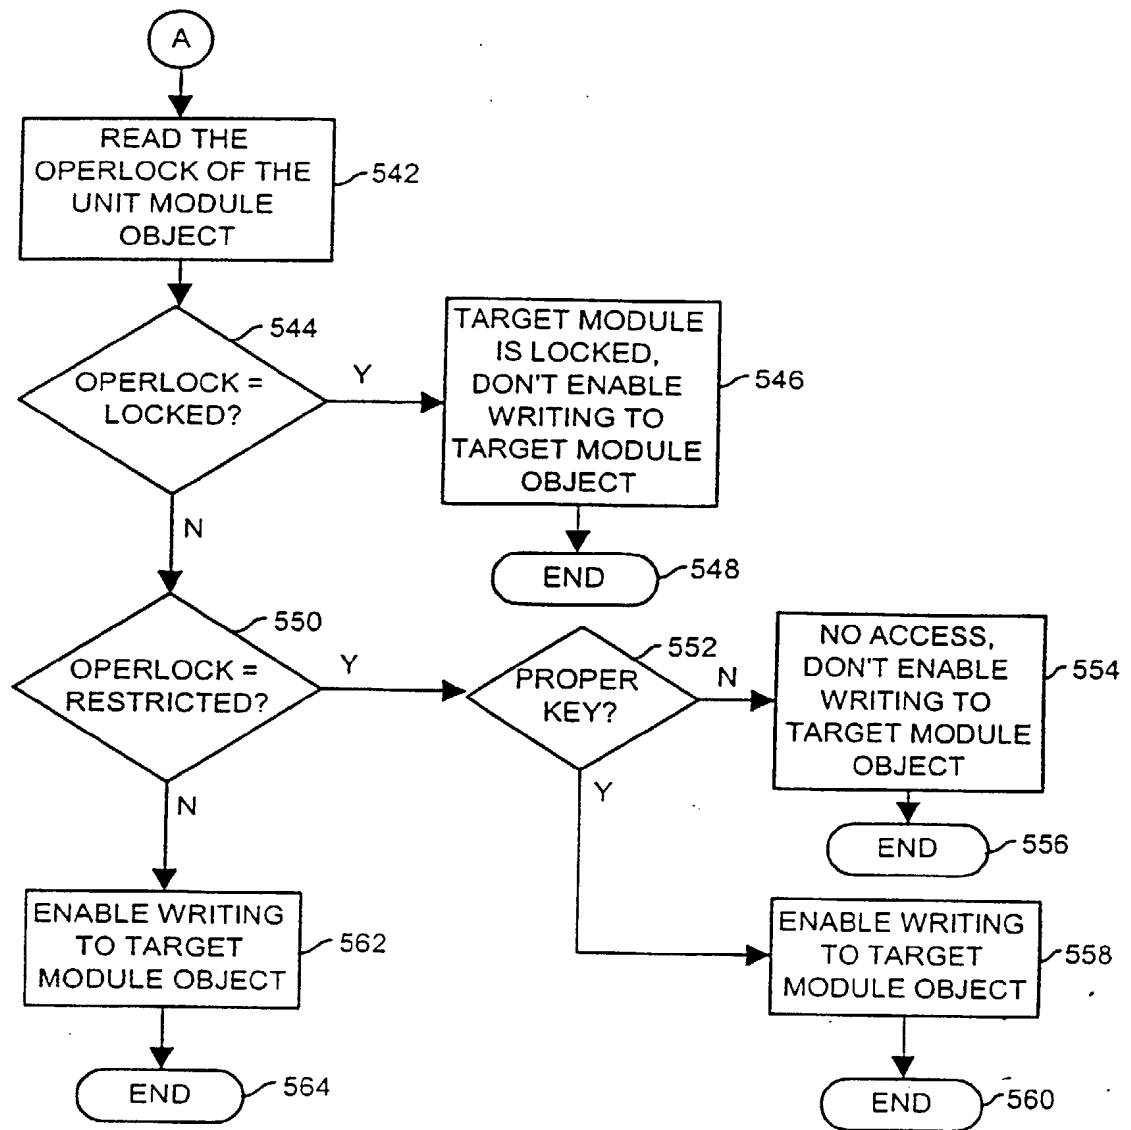 A
READ THE
OPERLOCK OF THE
UNIT MODULE
OBJECT
542
544
OPERLOCK =
LOCKED?
Y
N
TARGET MODULE
IS LOCKED,
DON'T ENABLE
WRITING TO
TARGET MODULE
OBJECT
546
END
548
550
OPERLOCK =
RESTRICTED?
Y
N
552
PROPER
KEY?
N
Y
NO ACCESS,
DON'T ENABLE
WRITING TO
TARGET MODULE
OBJECT
554
END
556
ENABLE WRITING
TO TARGET
MODULE OBJECT
562
END
564
ENABLE WRITING
TO TARGET
MODULE OBJECT
558
END
560